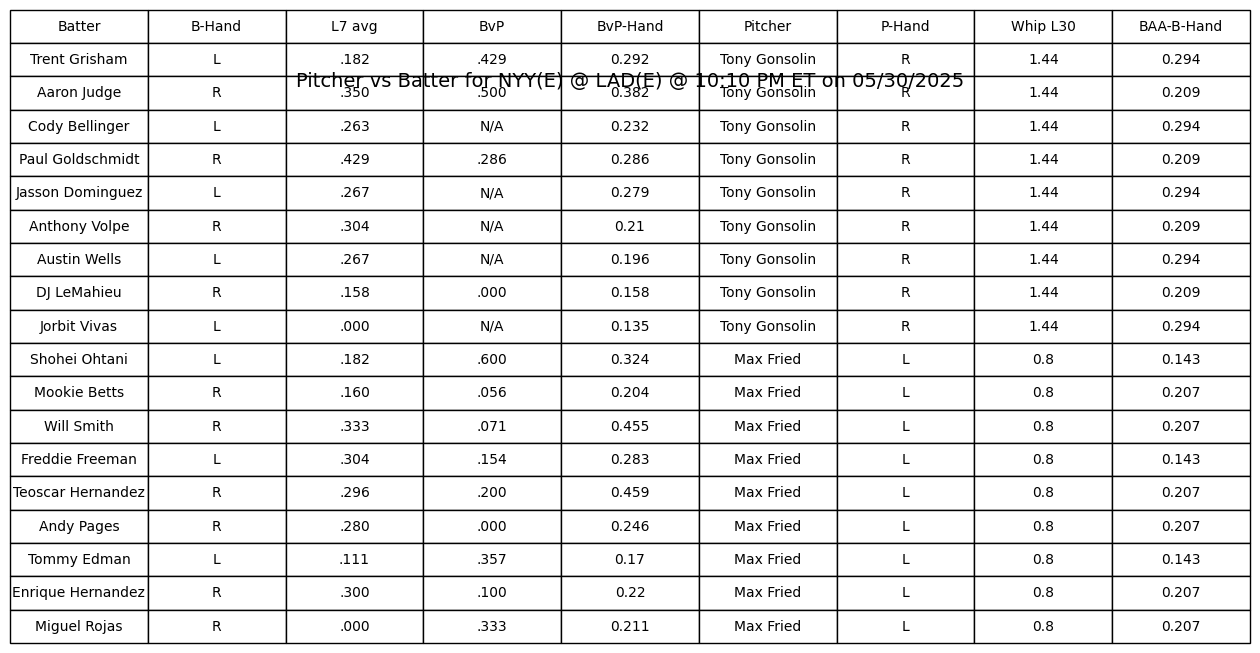 Batter B-Hand L7 avg BvP BvP-Hand Pitcher P-Hand Whip L30 BAA-B-Hand
Trent Grisham L .182 .429 0.292 Tony Gonsolin R 1.44 0.294
Pitcher vs Batter for NYY(E) @ LAD(E) @ 10:10 PM ET on 05/30/2025
Aaron Judge R .350 .500 0.382 Tony Gonsolin R 1.44 0.209
Cody Bellinger L .263 N/A 0.232 Tony Gonsolin R 1.44 0.294
Paul Goldschmidt R .429 .286 0.286 Tony Gonsolin R 1.44 0.209
Jasson Dominguez L .267 N/A 0.279 Tony Gonsolin R 1.44 0.294
Anthony Volpe R .304 N/A 0.21 Tony Gonsolin R 1.44 0.209
Austin Wells L .267 N/A 0.196 Tony Gonsolin R 1.44 0.294
DJ LeMahieu R .158 .000 0.158 Tony Gonsolin R 1.44 0.209
Jorbit Vivas L .000 N/A 0.135 Tony Gonsolin R 1.44 0.294
Shohei Ohtani L .182 .600 0.324 Max Fried L 0.8 0.143
Mookie Betts R .160 .056 0.204 Max Fried L 0.8 0.207
Will Smith R .333 .071 0.455 Max Fried L 0.8 0.207
Freddie Freeman L .304 .154 0.283 Max Fried L 0.8 0.143
Teoscar Hernandez R .296 .200 0.459 Max Fried L 0.8 0.207
Andy Pages R .280 .000 0.246 Max Fried L 0.8 0.207
Tommy Edman L .111 .357 0.17 Max Fried L 0.8 0.143
Enrique Hernandez R .300 .100 0.22 Max Fried L 0.8 0.207
Miguel Rojas R .000 .333 0.211 Max Fried L 0.8 0.207